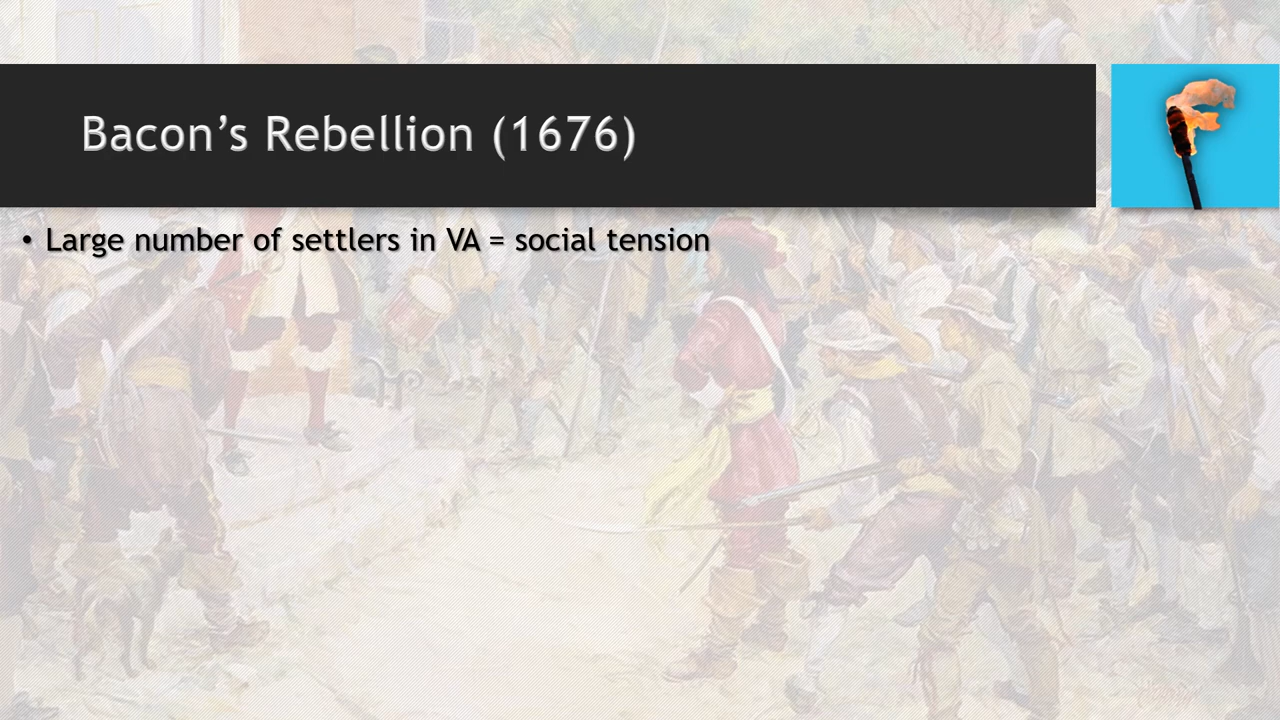 Bacon’s Rebellion (1676)
• Large number of settlers in VA = social tension